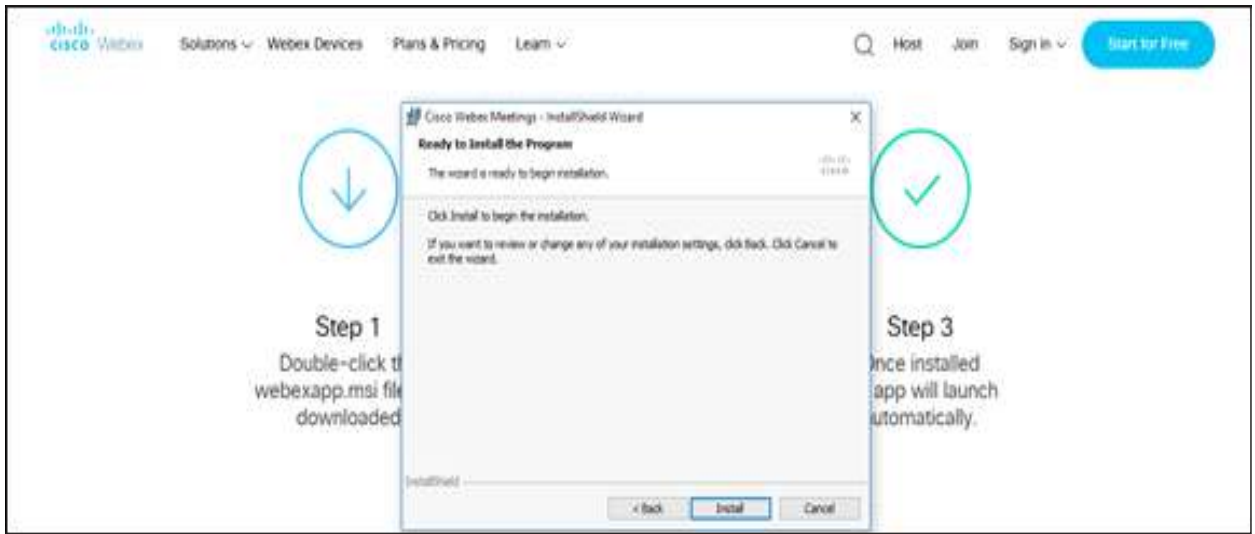 cisco Webex
Solutions Webex Devices Plans & Pricing Learn Host Join Sign in Start for Free
Cisco Webex Meetings - InstallShield Wizard
Ready to Install the Program
The wizard is ready to begin installation.
cisco
Click Install to begin the installation.
If you want to review or change any of your installation settings, click Back. Click Cancel to
exit the wizard.
Step 1
Double-click th
webexapp.msi file
downloaded
Step 3
Once installed
app will launch
utomatically.
InstallShield
< Back Install Cancel